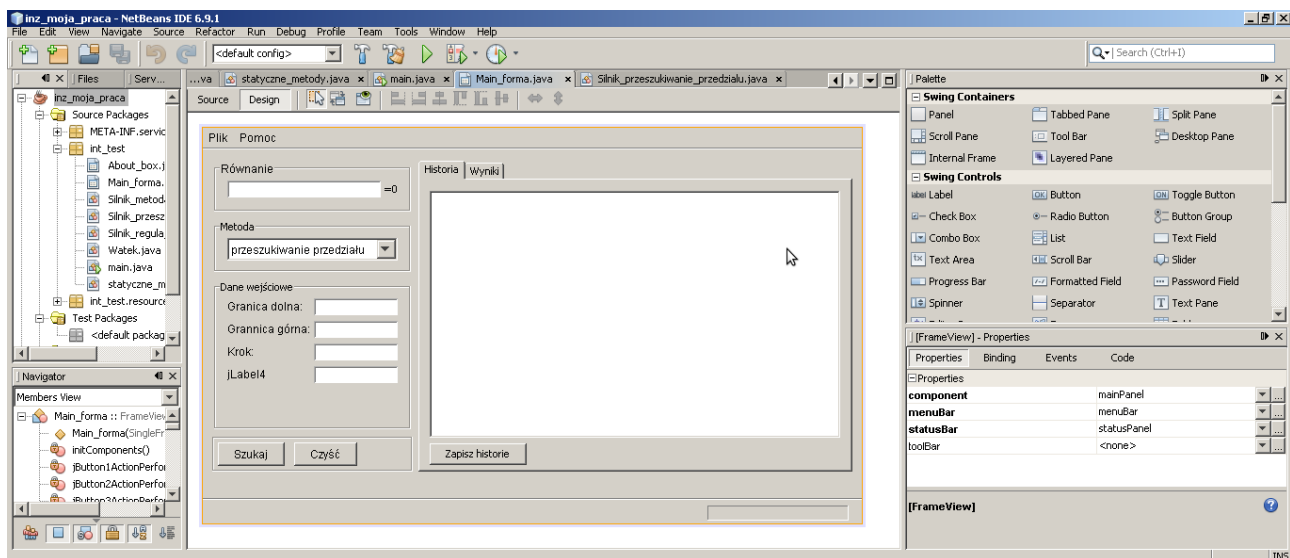 inz_moja_praca - NetBeans IDE 6.9.1
File Edit View Navigate Source Refactor Run Debug Profile Team Tools Window Help
<default config> Search (Ctrl+I)
Files Serv...
inz_moja_praca
Source Packages
META-INF.servic
int_test
About_box.j
Main_forma.
Silnik_metod
Silnik_przesz
Silnik_regula
Watek.java
main.java
statyczne_m
int_test.resource
Test Packages
<default packag
Navigator
Members View
Main_forma :: FrameView
Main_forma(SingleFr
initComponents()
jButton1ActionPerfor
jButton2ActionPerfor
jButton3ActionPerfor
...va statyczne_metody.java main.java Main_forma.java Silnik_przeszukiwanie_przedzialu.java
Source Design
Plik Pomoc
Równanie
=0
Metoda
przeszukiwanie przedziału
Dane wejściowe
Granica dolna:
Grannica górna:
Krok:
jLabel4
Szukaj Czyść
Historia Wyniki
Zapisz historie
Palette
Swing Containers
Panel Tabbed Pane Split Pane
Scroll Pane Tool Bar Desktop Pane
Internal Frame Layered Pane
Swing Controls
label Label OK Button ON Toggle Button
Check Box Radio Button Button Group
Combo Box List Text Field
Text Area Scroll Bar Slider
Progress Bar Formatted Field Password Field
Spinner Separator Text Pane
[FrameView] - Properties
Properties Binding Events Code
Properties
component mainPanel ...
menuBar menuBar ...
statusBar statusPanel ...
toolBar <none> ...
[FrameView]
INS